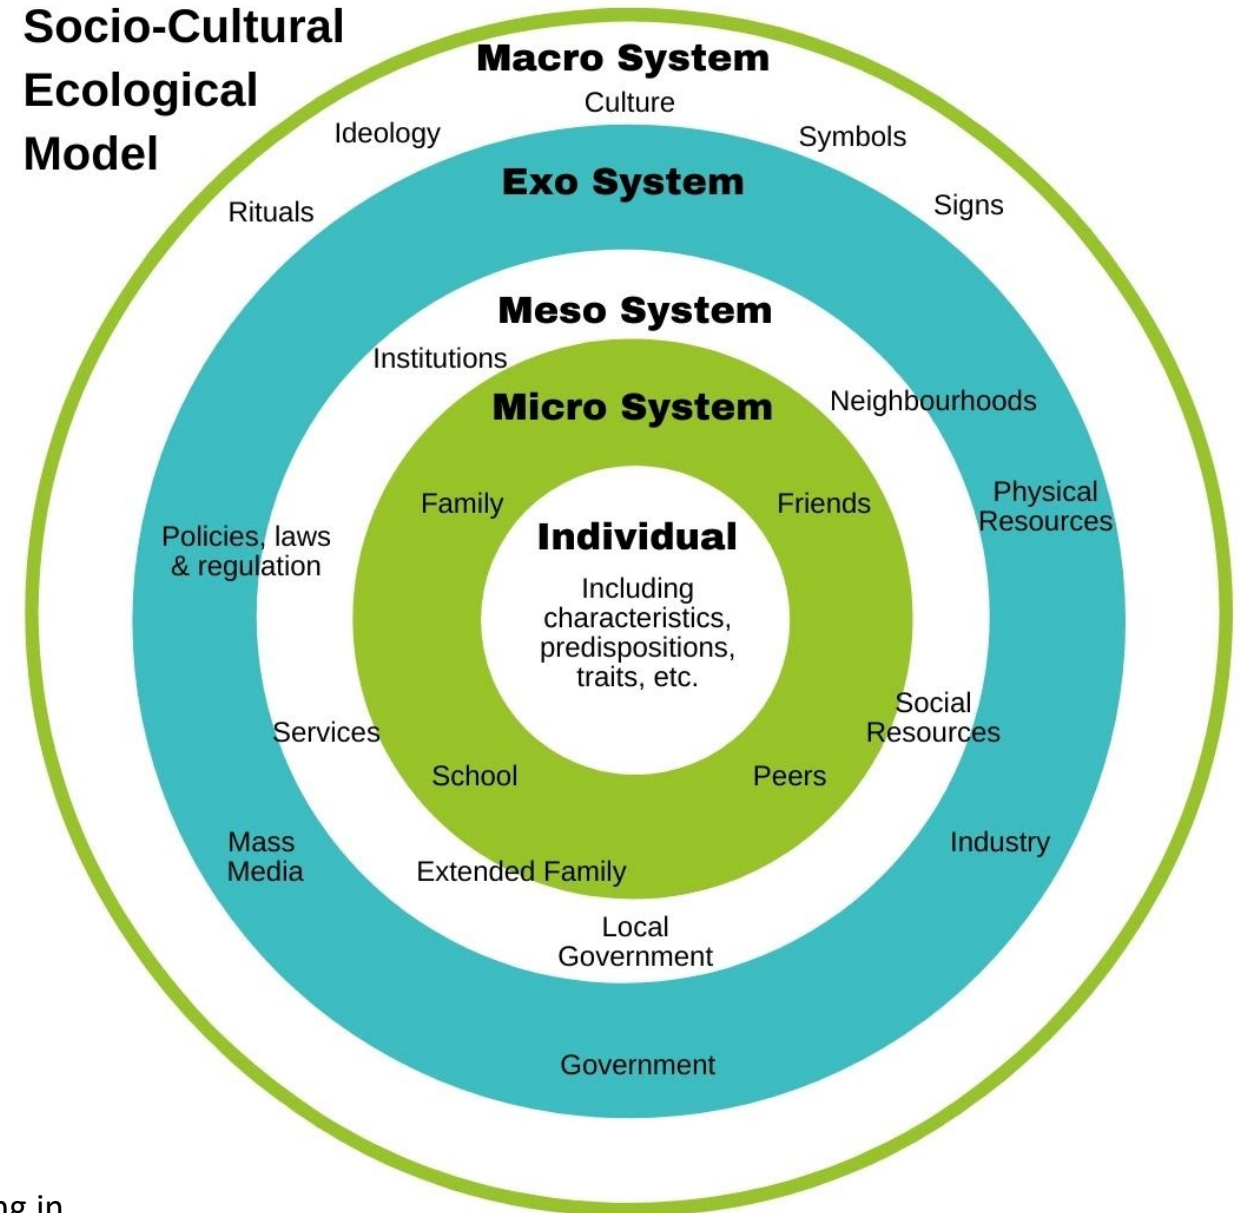 Socio-Cultural
Ecological
Model
Macro System
Culture
Ideology
Symbols
Rituals
Signs
Exo System
Meso System
Institutions
Neighbourhoods
Micro System
Physical
Resources
Family
Friends
Policies, laws
& regulation
Individual
Including
characteristics,
predispositions,
traits, etc.
Social
Resources
Services
School
Peers
Mass
Media
Industry
Extended Family
Local
Government
Government
ng in